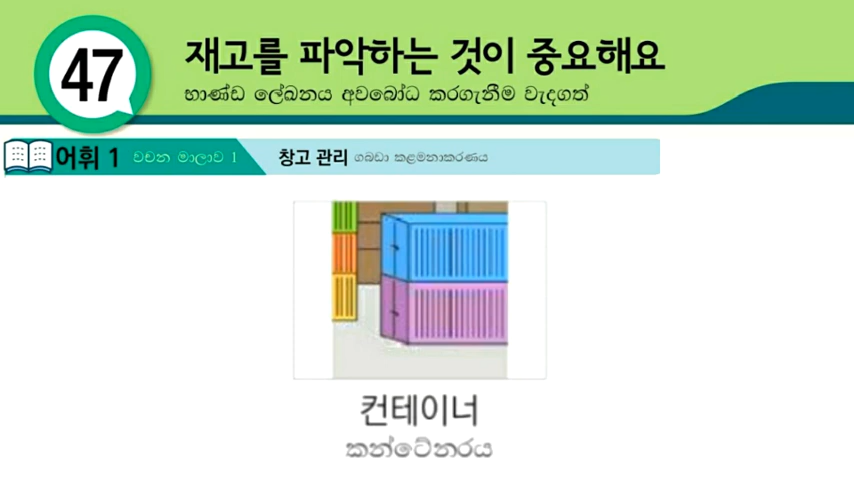 47
재고를 파악하는 것이 중요해요
භාණ්ඩ ලේඛනය අවබෝධ කරගැනීම වැදගත්
어휘 1 වචන මාලාව 1 창고 관리 ගබඩා කළමනාකරණය
컨테이너
කන්ටේනරය